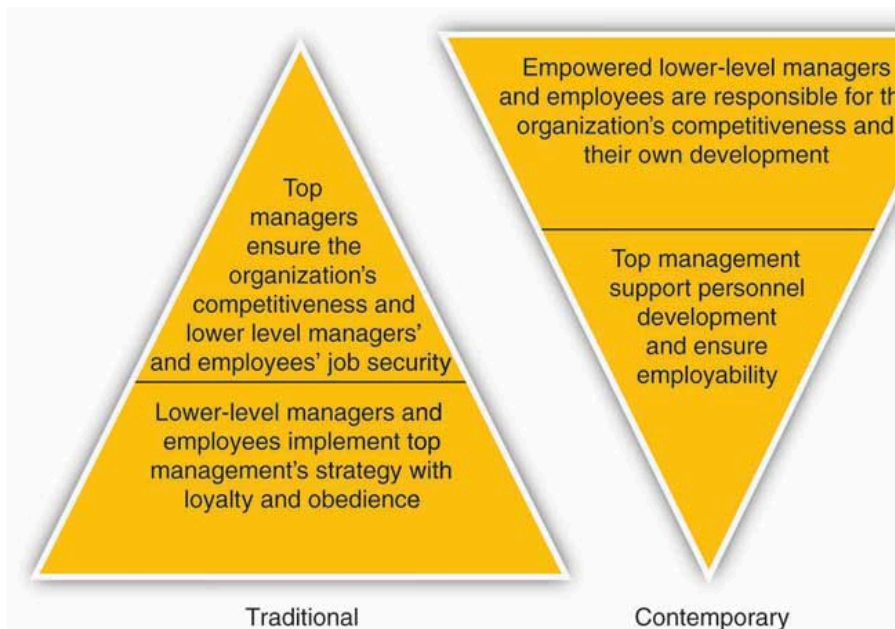 Top
managers
ensure the
organization's
competitiveness and
lower level managers'
and employees' job security
Lower-level managers and
employees implement top
management's strategy with
loyalty and obedience
Traditional
Empowered lower-level managers
and employees are responsible for th
organization's competitiveness and
their own development
Top management
support personnel
development
and ensure
employability
Contemporary